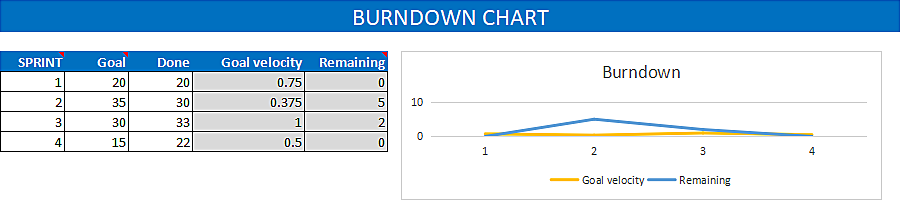 BURNDOWN CHART
SPRINT Goal Done Goal velocity Remaining
1 20 20 0.75 0
2 35 30 0.375 5
3 30 33 1 2
4 15 22 0.5 0
Burndown
10
0
1 2 3 4
Goal velocity Remaining